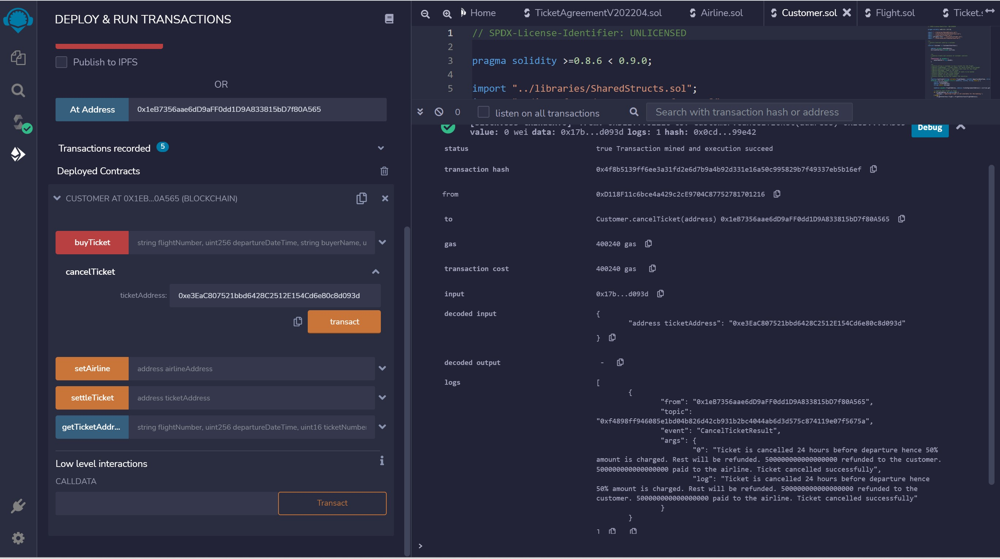 DEPLOY & RUN TRANSACTIONS
Publish to IPFS
OR
At Address 0x1eB7356aae6dD9aFF0dd1D9A833815bD7f80A565
Transactions recorded 5
Deployed Contracts
CUSTOMER AT 0X1EB...0A565 (BLOCKCHAIN)
buyTicket string flightNumber, uint256 departureDateTime, string buyerName, u
cancelTicket
ticketAddress: 0xe3EaC807521bbd6428C2512E154Cd6e80c8d093d
transact
setAirline address airlineAddress
settleTicket address ticketAddress
getTicketAddr... string flightNumber, uint256 departureDateTime, uint16 ticketNumber
Low level interactions
CALLDATA
Transact
Home TicketAgreementV202204.sol Airline.sol Customer.sol Flight.sol Ticket.s
1 // SPDX-License-Identifier: UNLICENSED
2
3 pragma solidity >=0.8.6 < 0.9.0;
4
5 import "../libraries/SharedStructs.sol";
0 listen on all transactions Search with transaction hash or address
value: 0 wei data: 0x17b...d093d logs: 1 hash: 0x0cd...99e42 Debug
status true Transaction mined and execution succeed
transaction hash 0x4f8b5139ff6ee3a31fd2e6d7b9a4b92d331e16a50c995829b7f49337eb5b16ef
from 0xD118F11c6bce4a429c2cE9704C87752781701216
to Customer.cancelTicket(address) 0x1eB7356aae6dD9aFF0dd1D9A833815bD7f80A565
gas 400240 gas
transaction cost 400240 gas
input 0x17b...d093d
decoded input {
"address ticketAddress": "0xe3EaC807521bbd6428C2512E154Cd6e80c8d093d"
}
decoded output -
logs [
{
"from": "0x1eB7356aae6dD9aFF0dd1D9A833815bD7f80A565",
"topic":
"0xf4898ff946085e1bd04b826d42cb931b2bc4044ab6d3d575c874119e07f5675a",
"event": "CancelTicketResult",
"args": {
"0": "Ticket is cancelled 24 hours before departure hence 50%
amount is charged. Rest will be refunded. 500000000000000000 refunded to the customer.
500000000000000000 paid to the airline. Ticket cancelled successfully",
"log": "Ticket is cancelled 24 hours before departure hence
50% amount is charged. Rest will be refunded. 500000000000000000 refunded to the
customer. 500000000000000000 paid to the airline. Ticket cancelled successfully"
}
}
]
>